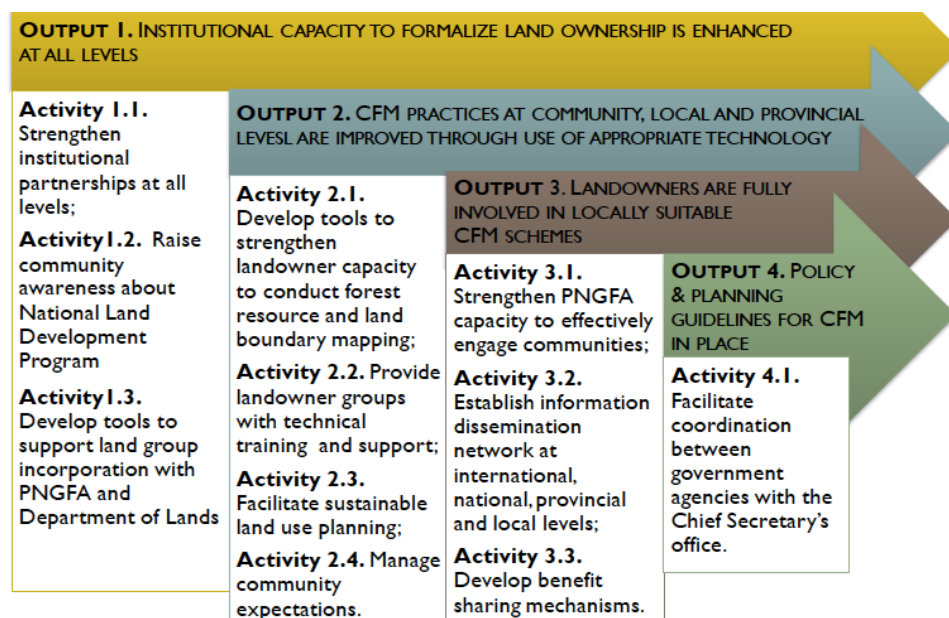 OUTPUT 1. INSTITUTIONAL CAPACITY TO FORMALIZE LAND OWNERSHIP IS ENHANCED
AT ALL LEVELS
Activity 1.1.
Strengthen
institutional
partnerships at all
levels;
Activity1.2. Raise
community
awareness about
National Land
Development
Program
Activity1.3.
Develop tools to
support land group
incorporation with
PNGFA and
Department of Lands
OUTPUT 2. CFM PRACTICES AT COMMUNITY, LOCAL AND PROVINCIAL
LEVESL ARE IMPROVED THROUGH USE OF APPROPRIATE TECHNOLOGY
Activity 2.1.
Develop tools to
strengthen
landowner capacity
to conduct forest
resource and land
boundary mapping;
Activity 2.2. Provide
landowner groups
with technical
training and support;
Activity 2.3.
Facilitate sustainable
land use planning;
Activity 2.4. Manage
community
expectations.
OUTPUT 3. LANDOWNERS ARE FULLY
INVOLVED IN LOCALLY SUITABLE
CFM SCHEMES
Activity 3.1.
Strengthen PNGFA
capacity to effectively
engage communities;
Activity 3.2.
Establish information
dissemination
network at
international,
national, provincial
and local levels;
Activity 3.3.
Develop benefit
sharing mechanisms.
OUTPUT 4. POLICY
& PLANNING
GUIDELINES FOR CFM
IN PLACE
Activity 4.1.
Facilitate
coordination
between
government
agencies with the
Chief Secretary's
office.